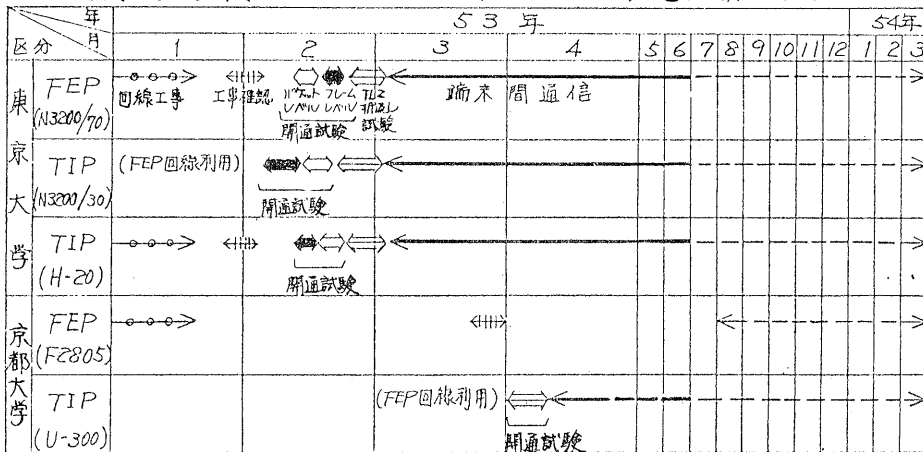 年
月
区分
53年
54年
1 2 3 4 5 6 7 8 9 10 11 12 1 2 3
東京大学
FEP
(N3200/70)
回線工事
工事確認
パケットレベル
フレームレベル
折返し試験
開通試験
端末間通信
TIP
(N3200/30)
(FEP回線利用)
開通試験
TIP
(H-20)
開通試験
京都大学
FEP
(F2805)
TIP
(U-300)
(FEP回線利用)
開通試験